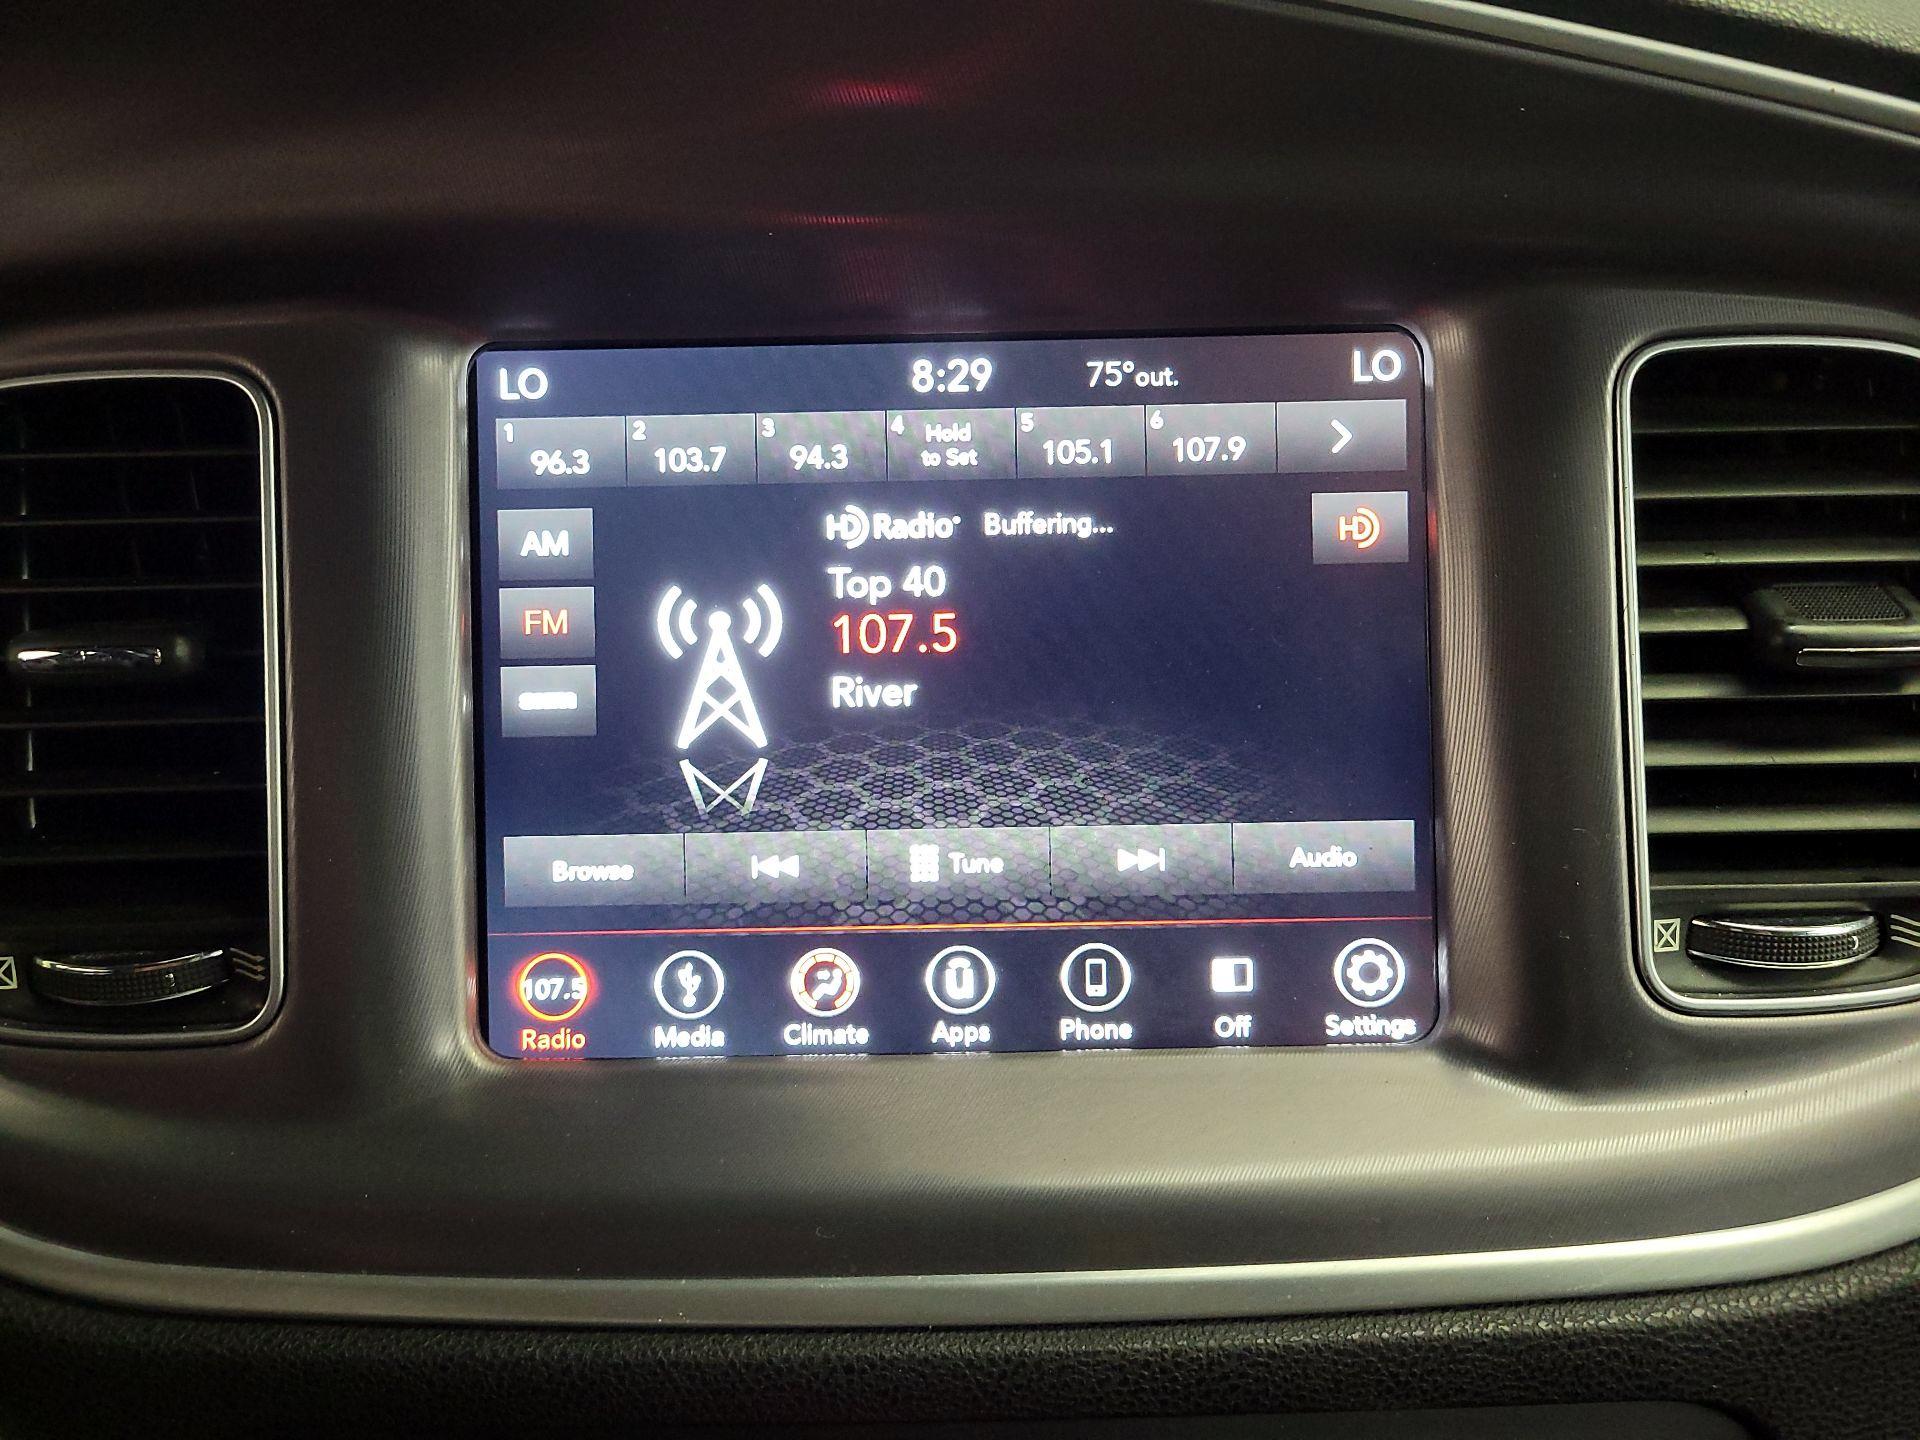 LO 8:29 75°out. LO
1 96.3 2 103.7 3 94.3 4 Hold to Set 5 105.1 6 107.9
HD Radio Buffering... HD
AM
Top 40
FM 107.5
River
Browse Tune Audio
107.5
Radio Media Climate Apps Phone Off Settings